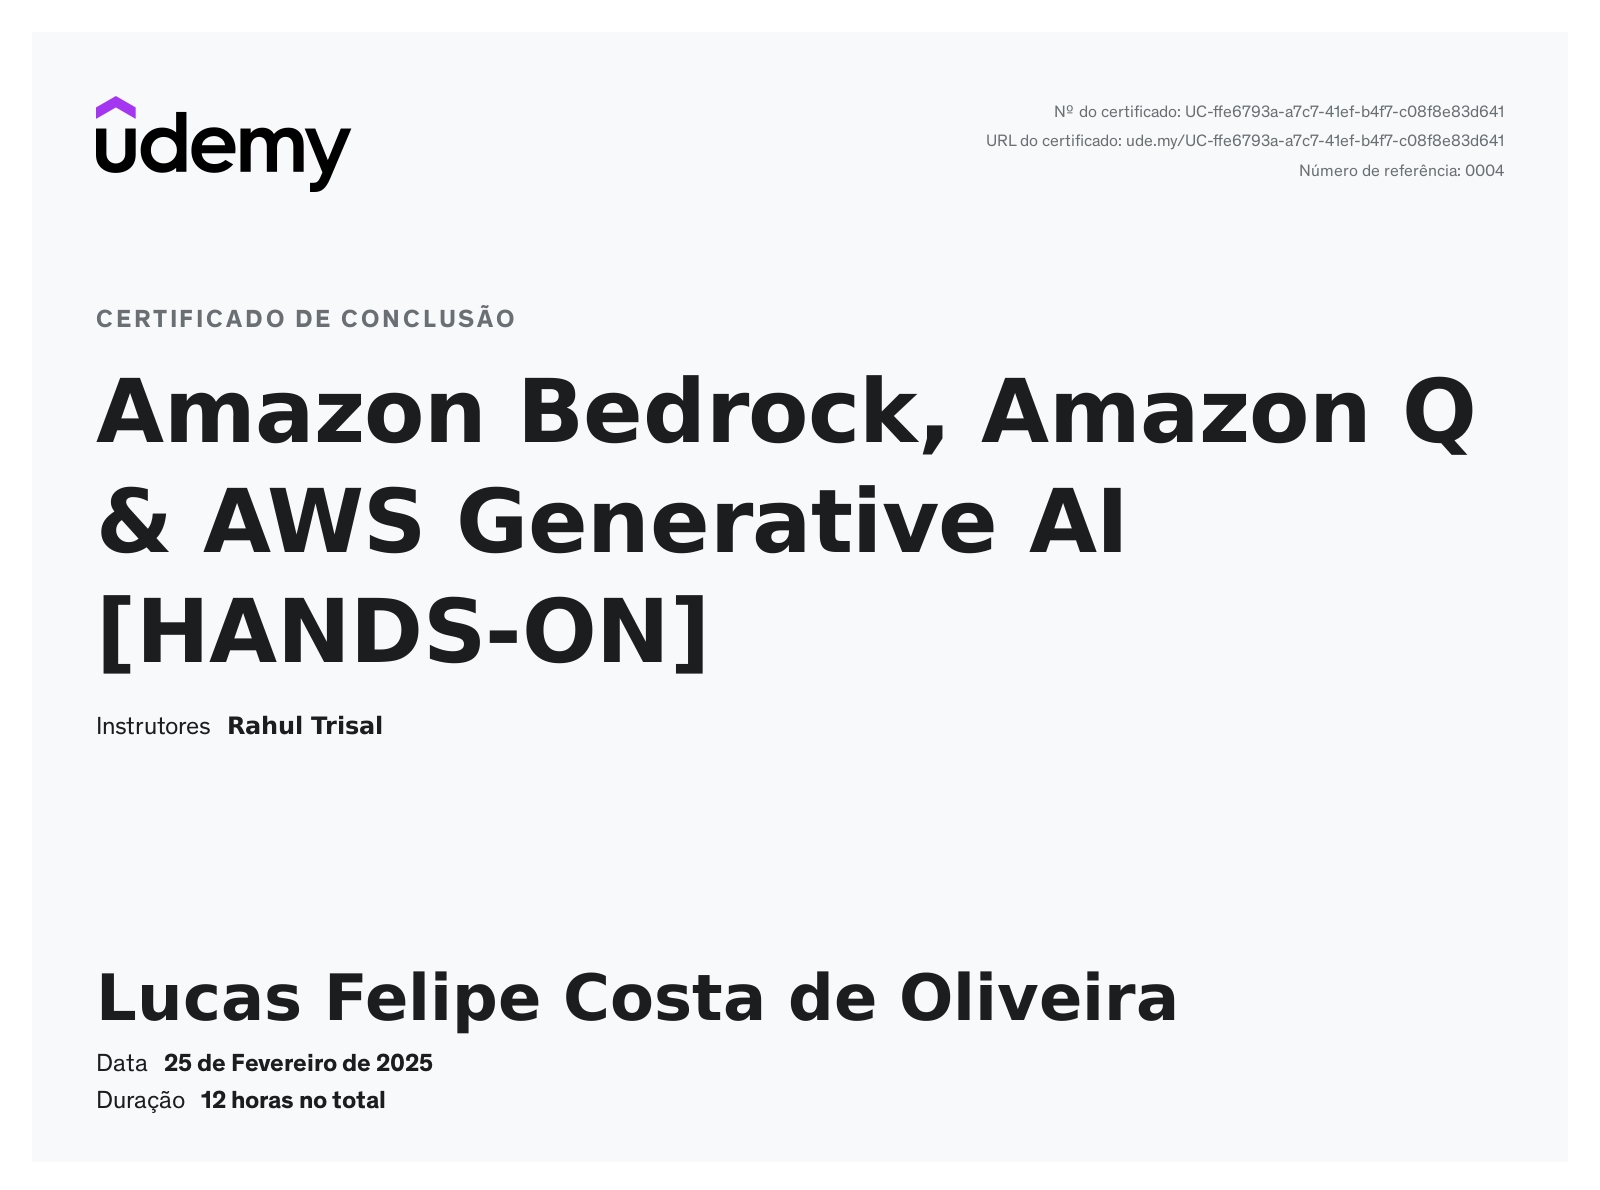 udemy
Nº do certificado: UC-ffe6793a-a7c7-41ef-b4f7-c08f8e83d641
URL do certificado: ude.my/UC-ffe6793a-a7c7-41ef-b4f7-c08f8e83d641
Número de referência: 0004
CERTIFICADO DE CONCLUSÃO
Amazon Bedrock, Amazon Q
& AWS Generative AI
[HANDS-ON]
Instrutores Rahul Trisal
Lucas Felipe Costa de Oliveira
Data 25 de Fevereiro de 2025
Duração 12 horas no total